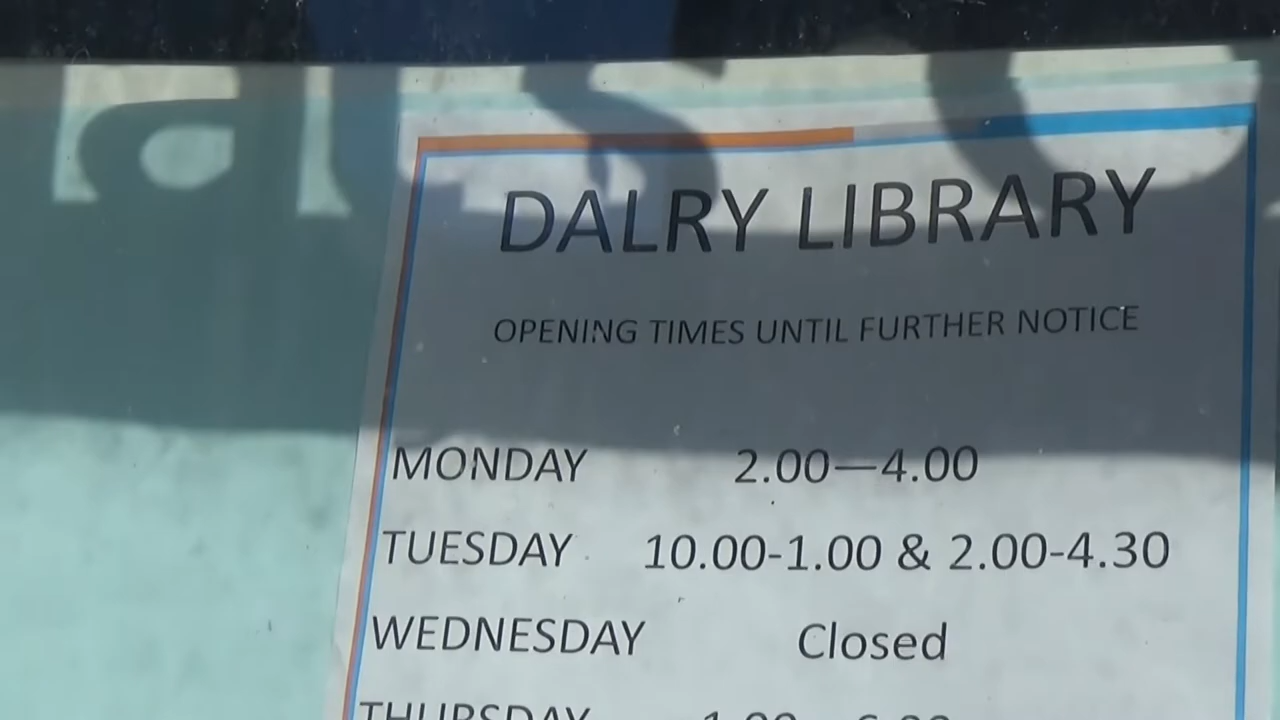 DALRY LIBRARY
OPENING TIMES UNTIL FURTHER NOTICE
MONDAY 2.00—4.00
TUESDAY 10.00-1.00 & 2.00-4.30
WEDNESDAY Closed
THURSDAY